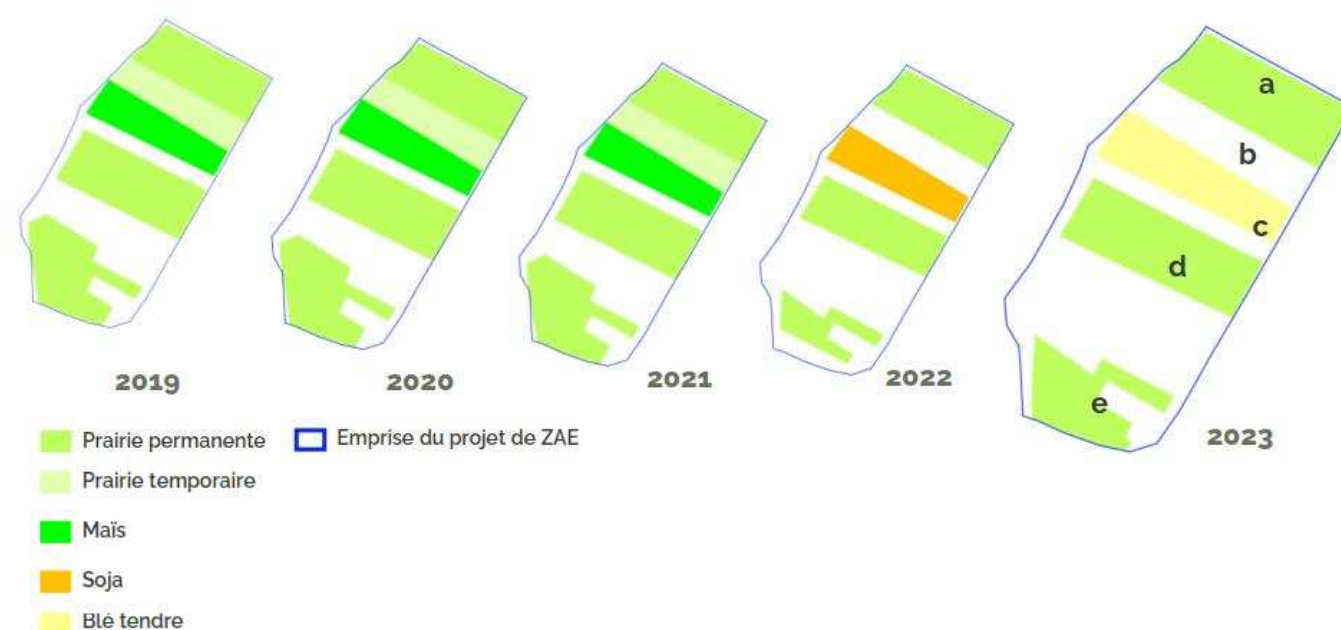 a
b
c
d
e
2019
2020
2021
2022
2023
Prairie permanente
Emprise du projet de ZAE
Prairie temporaire
Maïs
Soja
Blé tendre